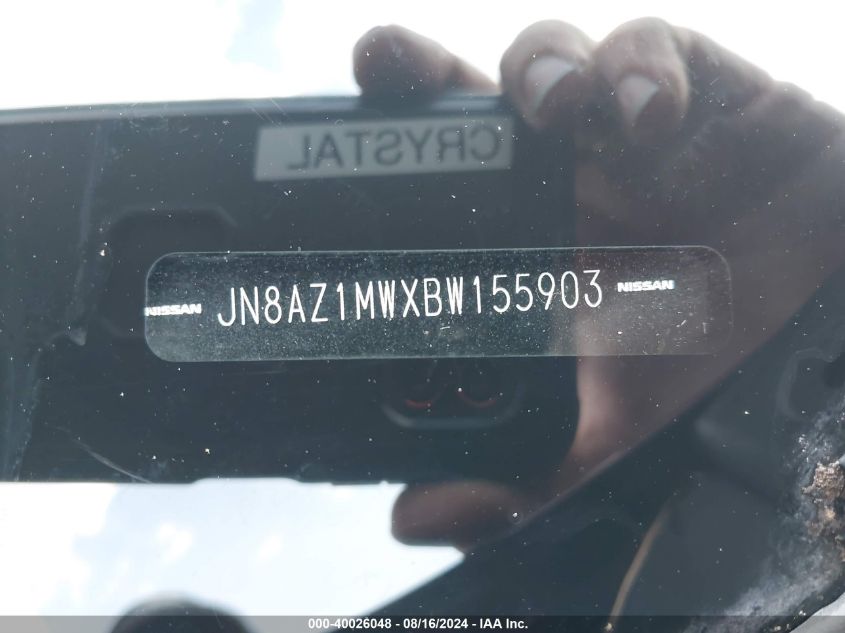 CRYSTAL
NISSAN JN8AZ1MWXBW155903 NISSAN
000-40026048 - 08/16/2024 - IAA Inc.